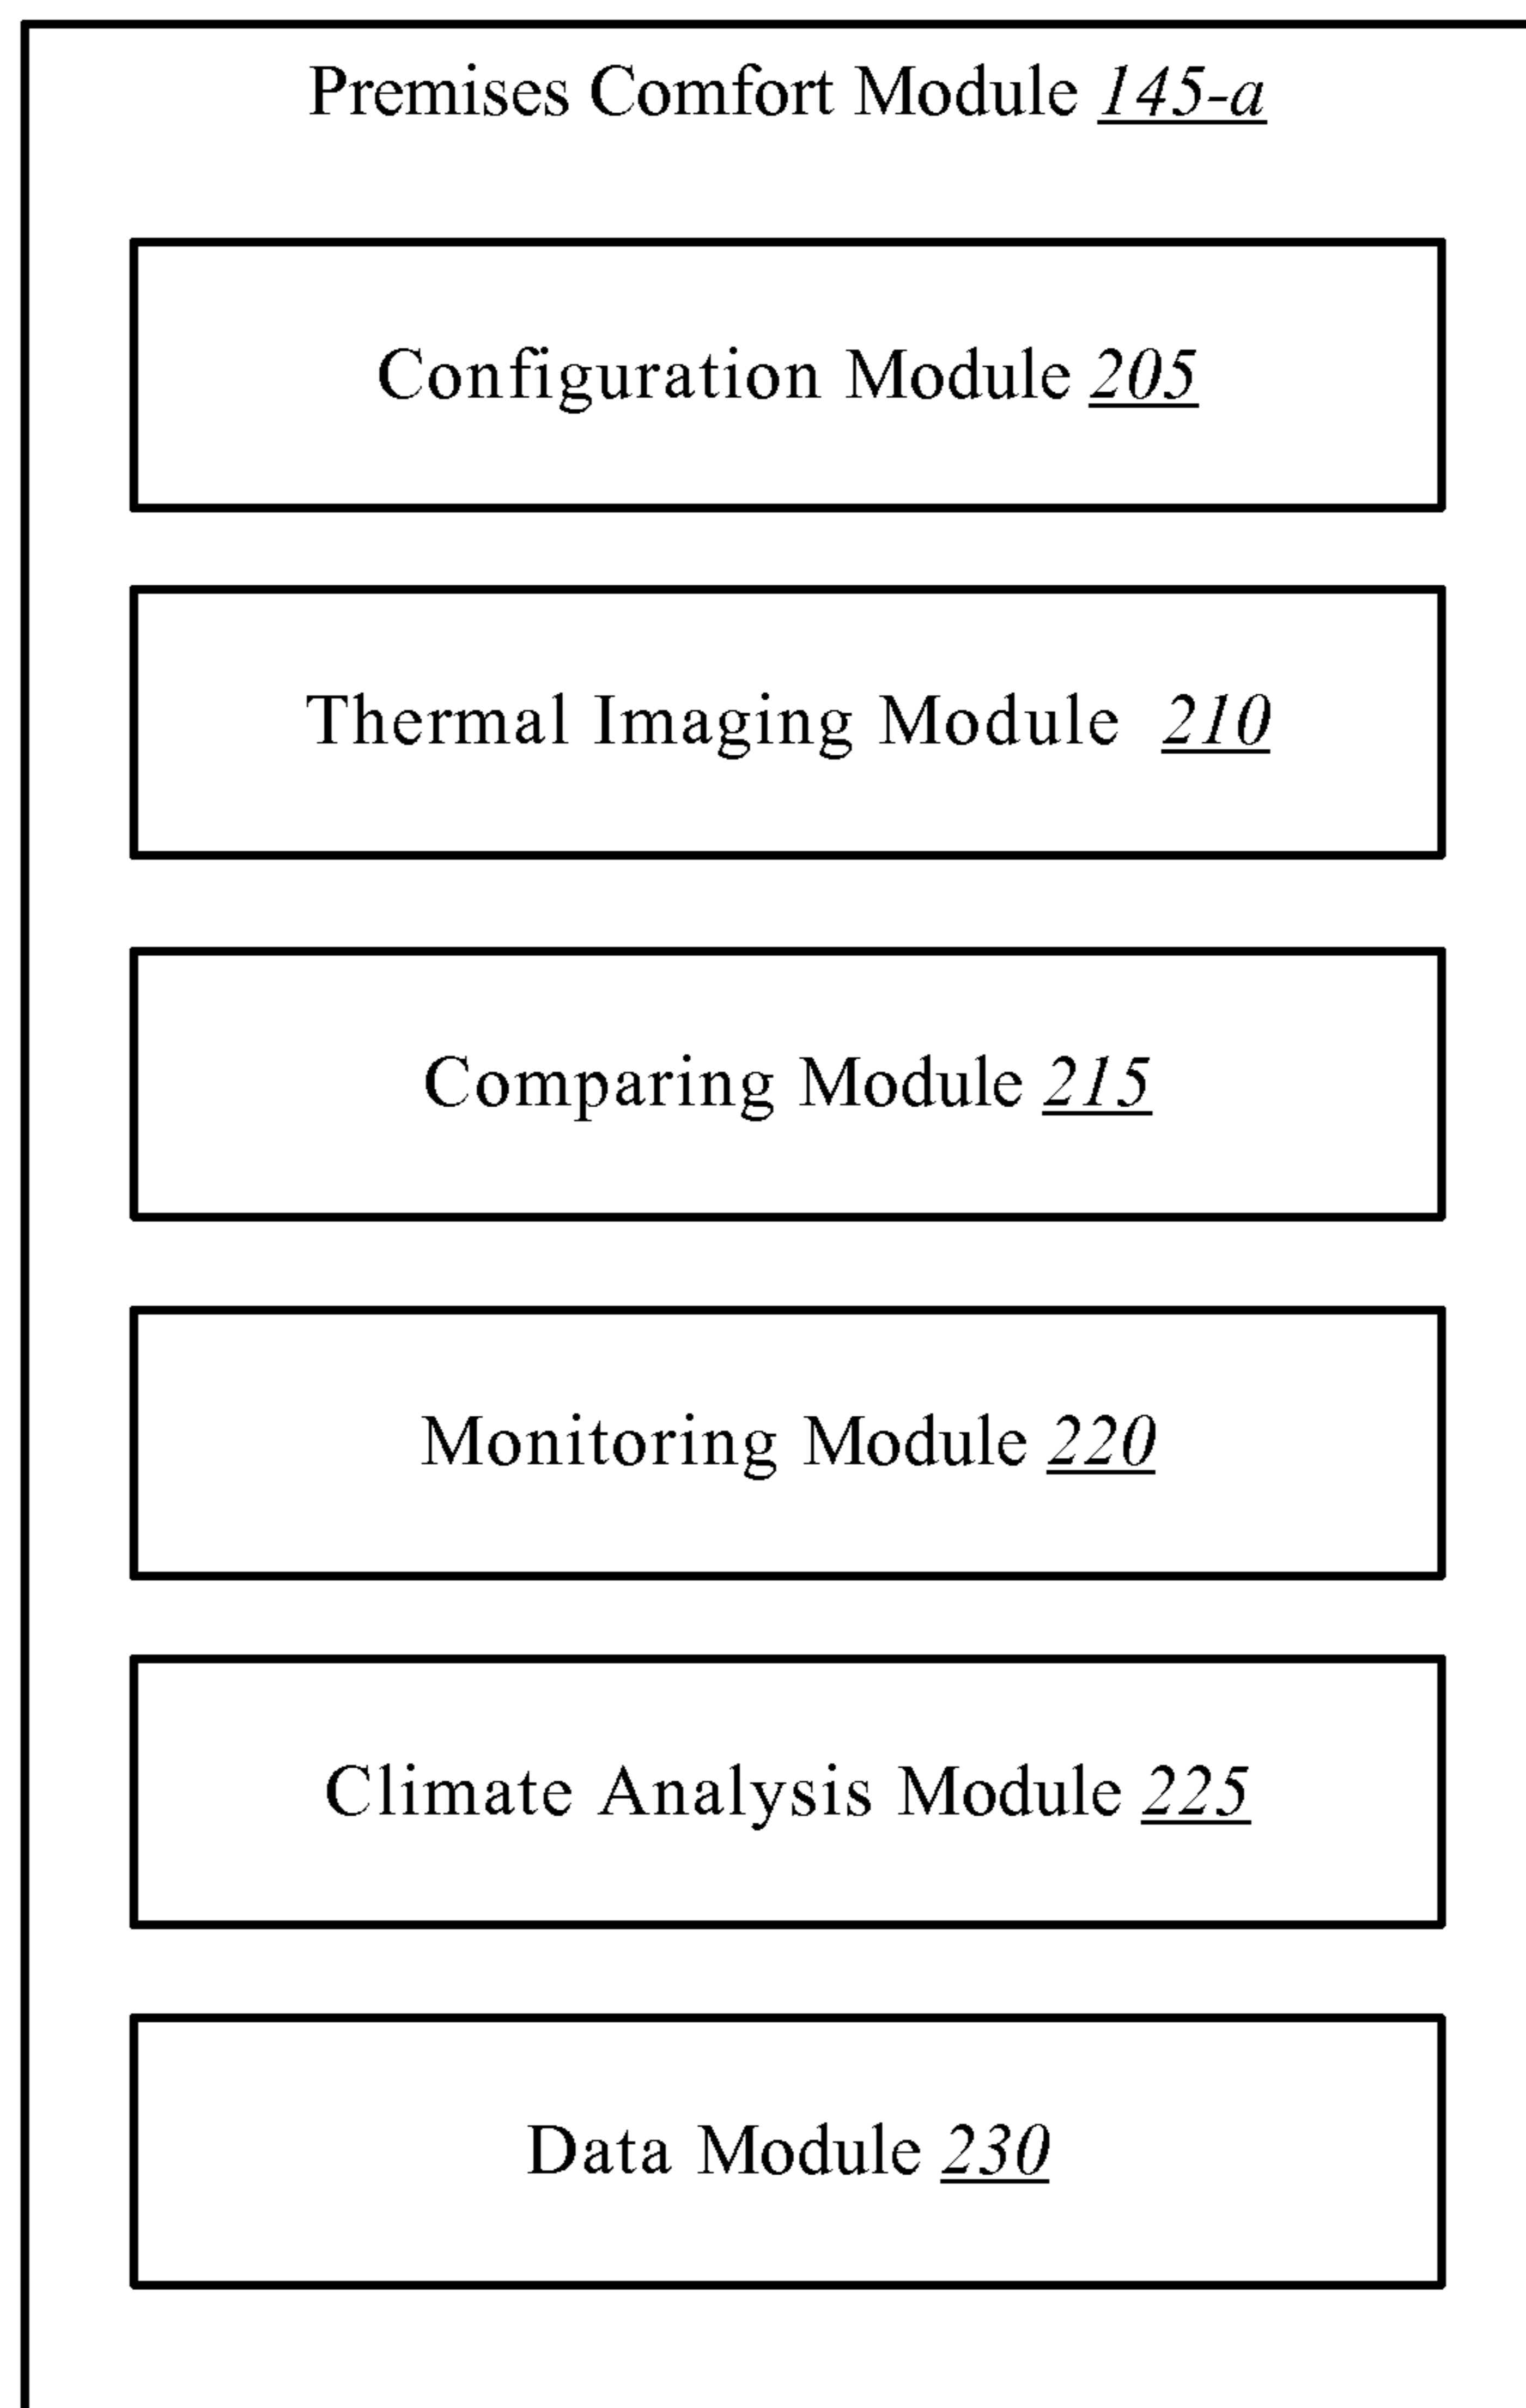 Premises Comfort Module 145-a
Configuration Module 205
Thermal Imaging Module 210
Comparing Module 215
Monitoring Module 220
Climate Analysis Module 225
Data Module 230